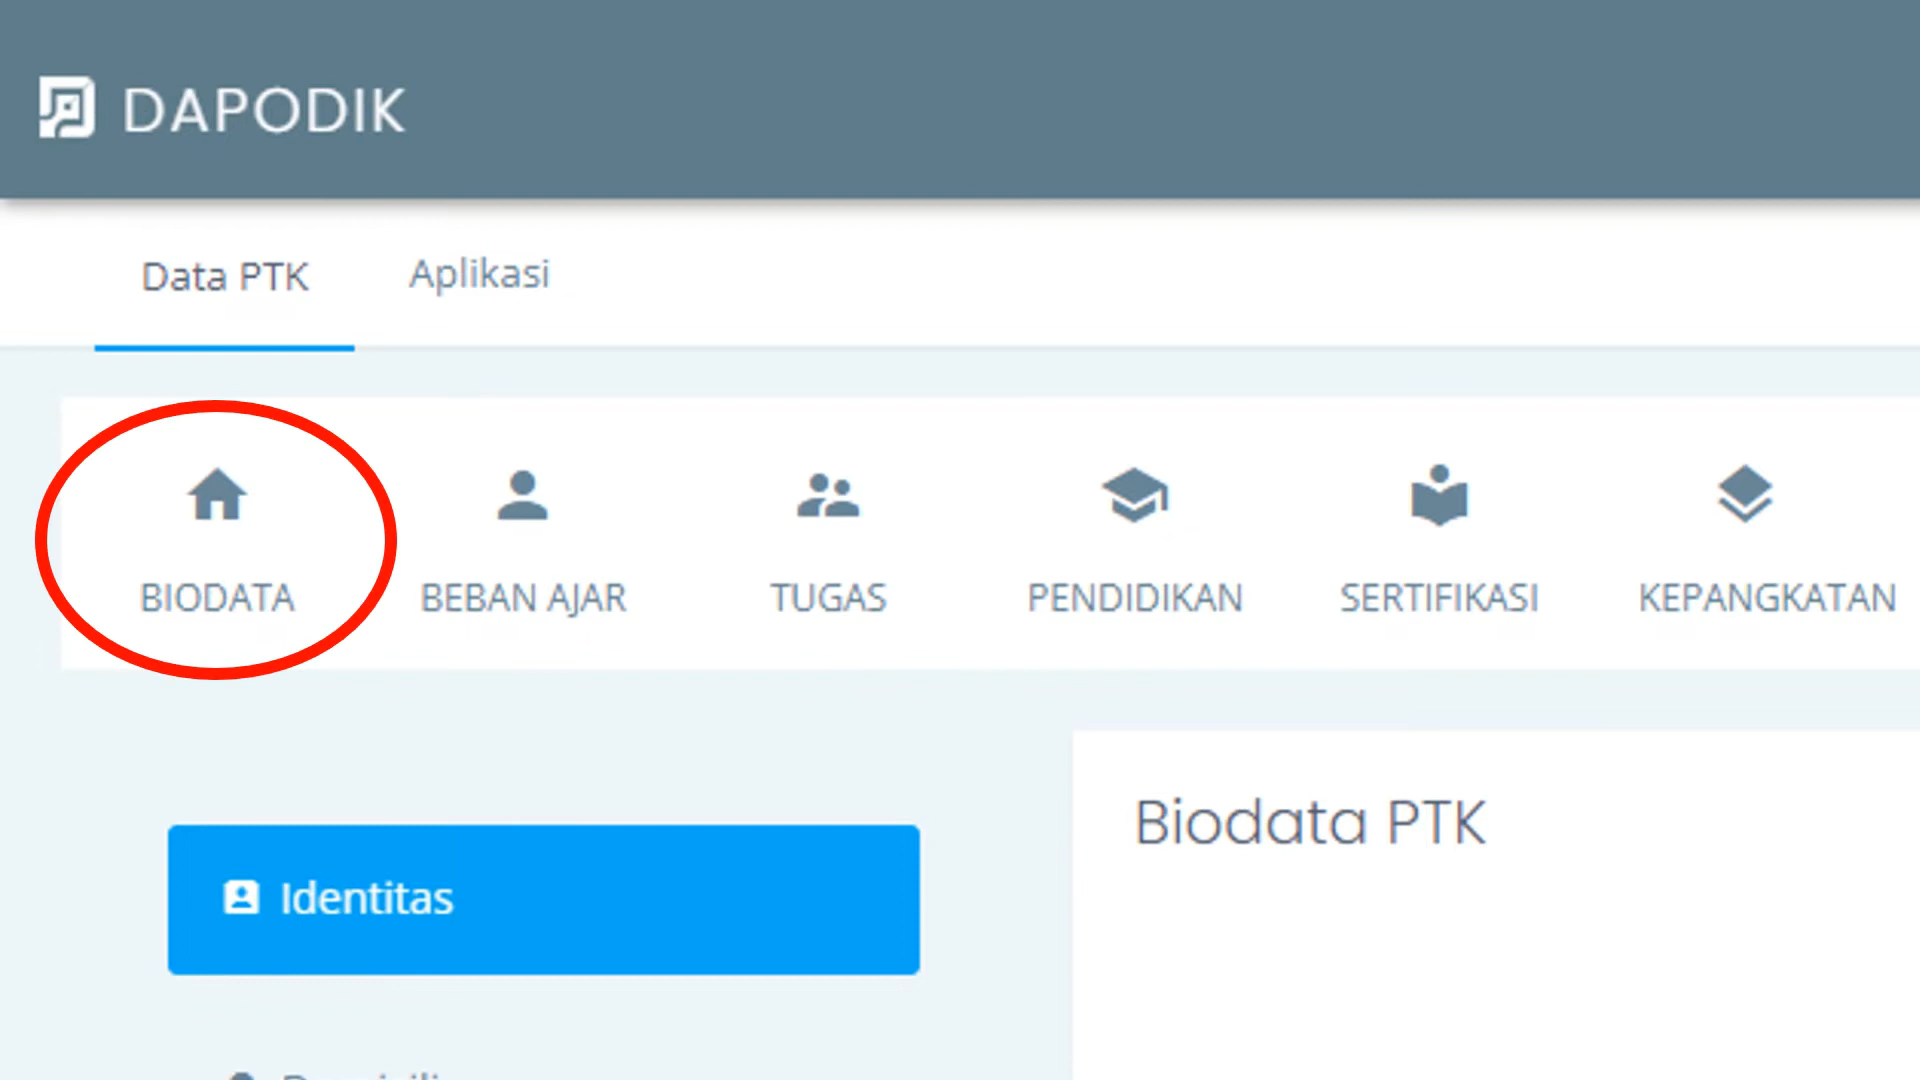 DAPODIK
Data PTK Aplikasi
BIODATA BEBAN AJAR TUGAS PENDIDIKAN SERTIFIKASI KEPANGKATAN
Biodata PTK
Identitas